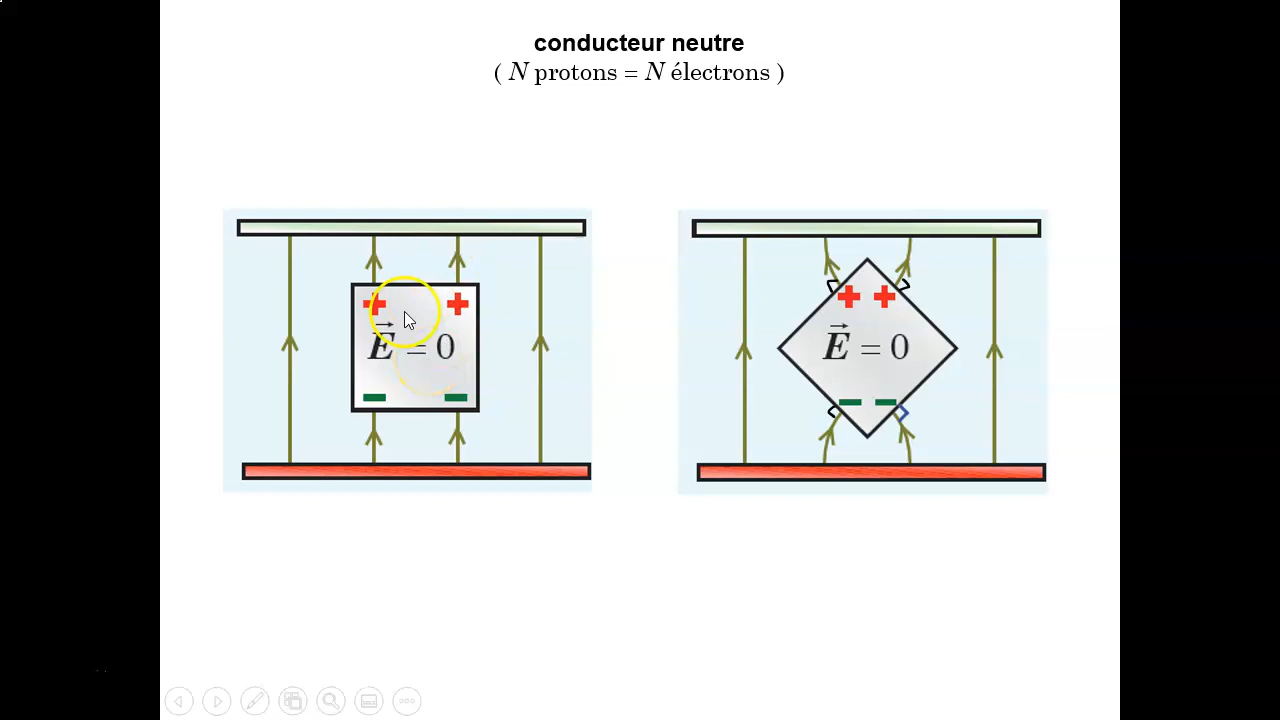 conducteur neutre
( N protons = N électrons )
E⃗ = 0
E⃗ = 0